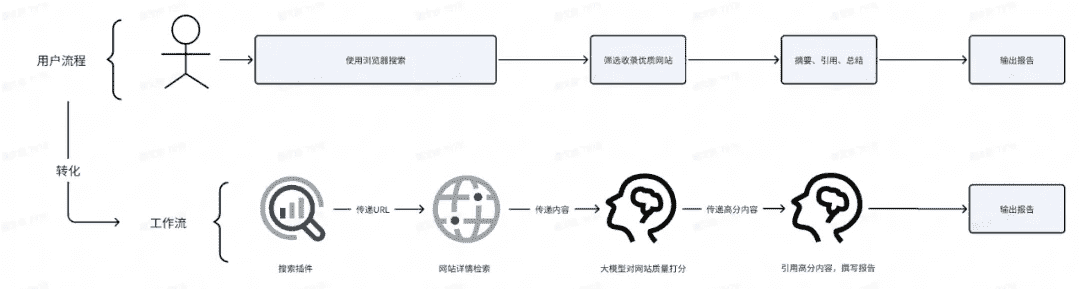 用户流程
使用浏览器搜索
筛选收录优质网站
摘要、引用、总结
输出报告
转化
工作流
传递URL
传递内容
传递高分内容
输出报告
搜索插件
网站详情检索
大模型对网站质量打分
引用高分内容，撰写报告